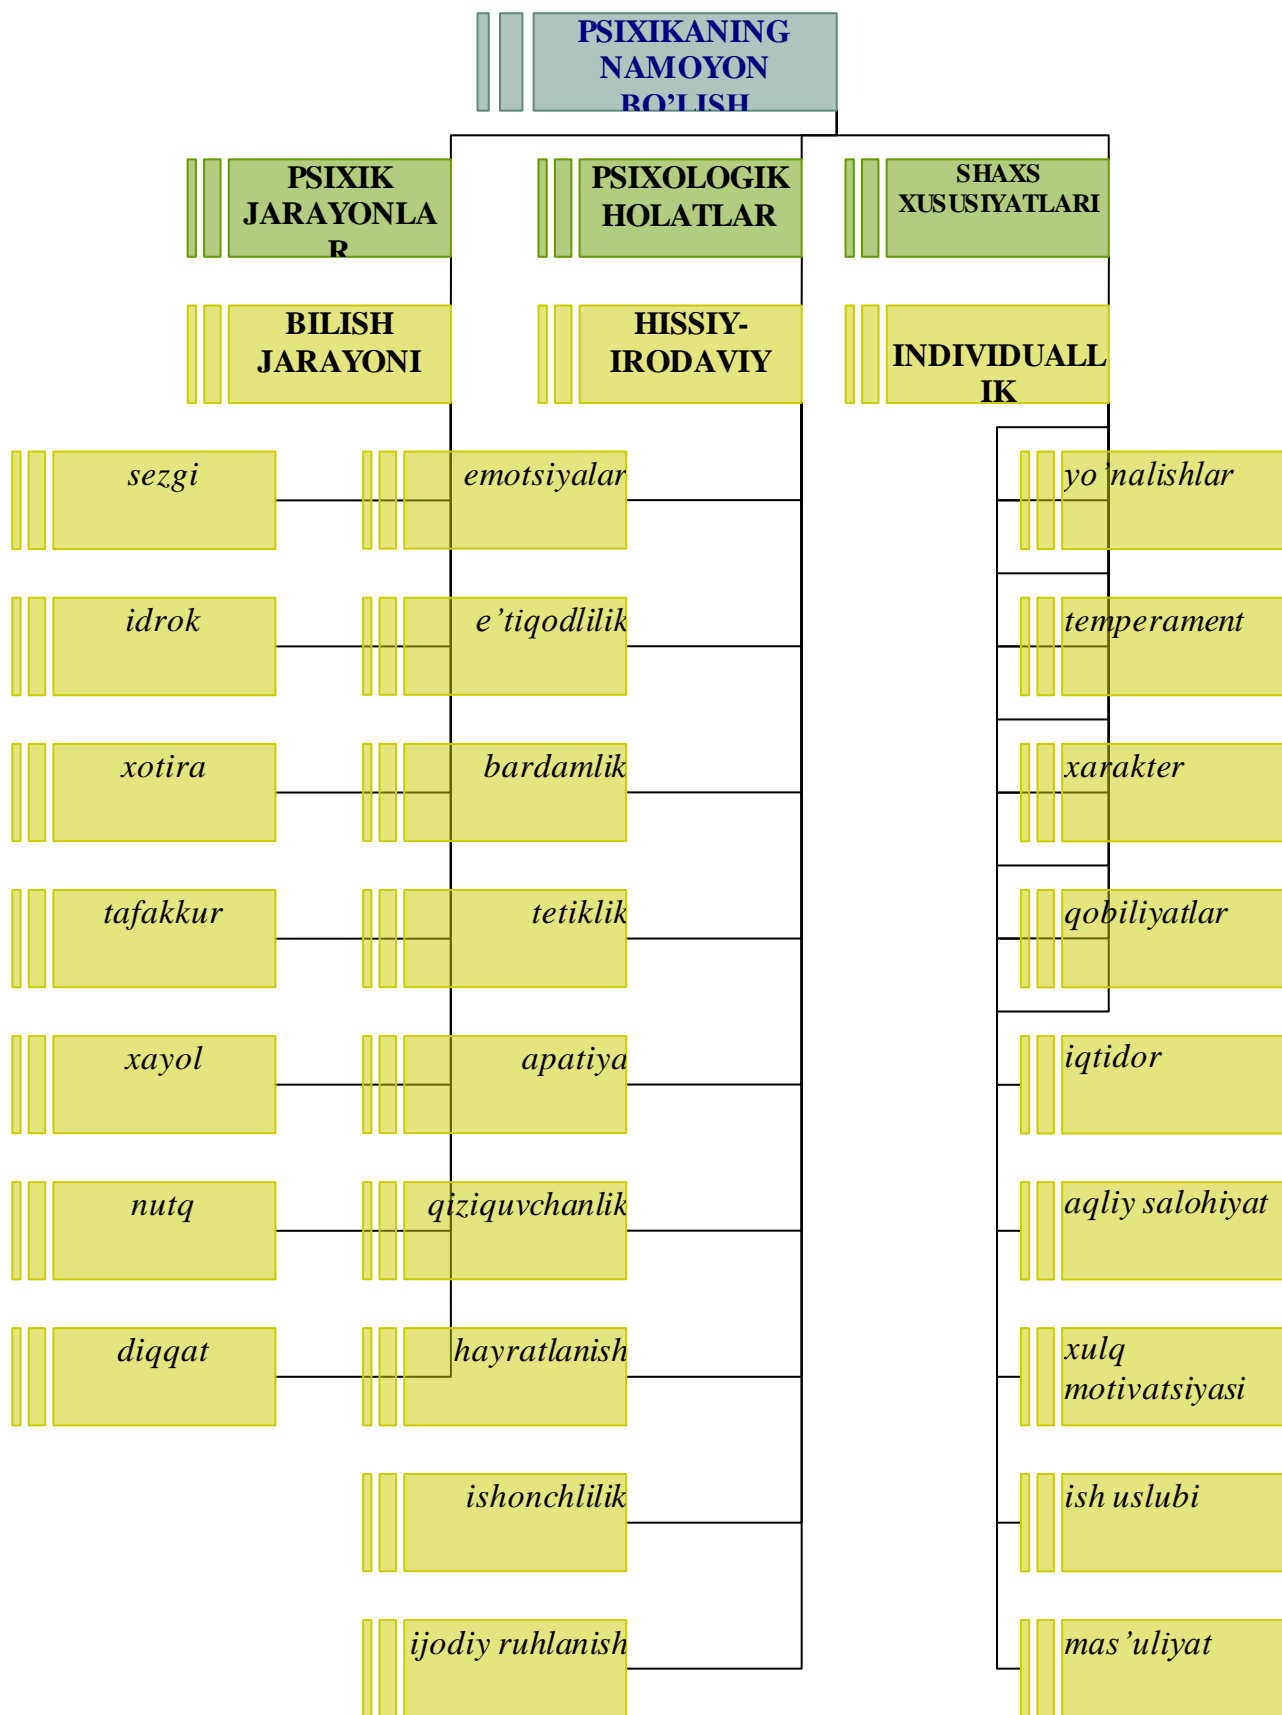 PSIXIKANING
NAMOYON
BO’LISH
PSIXIK
JARAYONLA
R
PSIXOLOGIK
HOLATLAR
SHAXS
XUSUSIYATLARI
BILISH
JARAYONI
HISSIY-
IRODAVIY
INDIVIDUALL
IK
sezgi
emotsiyalar
yo’nalishlar
idrok
e’tiqodlilik
temperament
xotira
bardamlik
xarakter
tafakkur
tetiklik
qobiliyatlar
xayol
apatiya
iqtidor
nutq
qiziquvchanlik
aqliy salohiyat
diqqat
hayratlanish
xulq
motivatsiyasi
ishonchlilik
ish uslubi
ijodiy ruhlanish
mas’uliyat